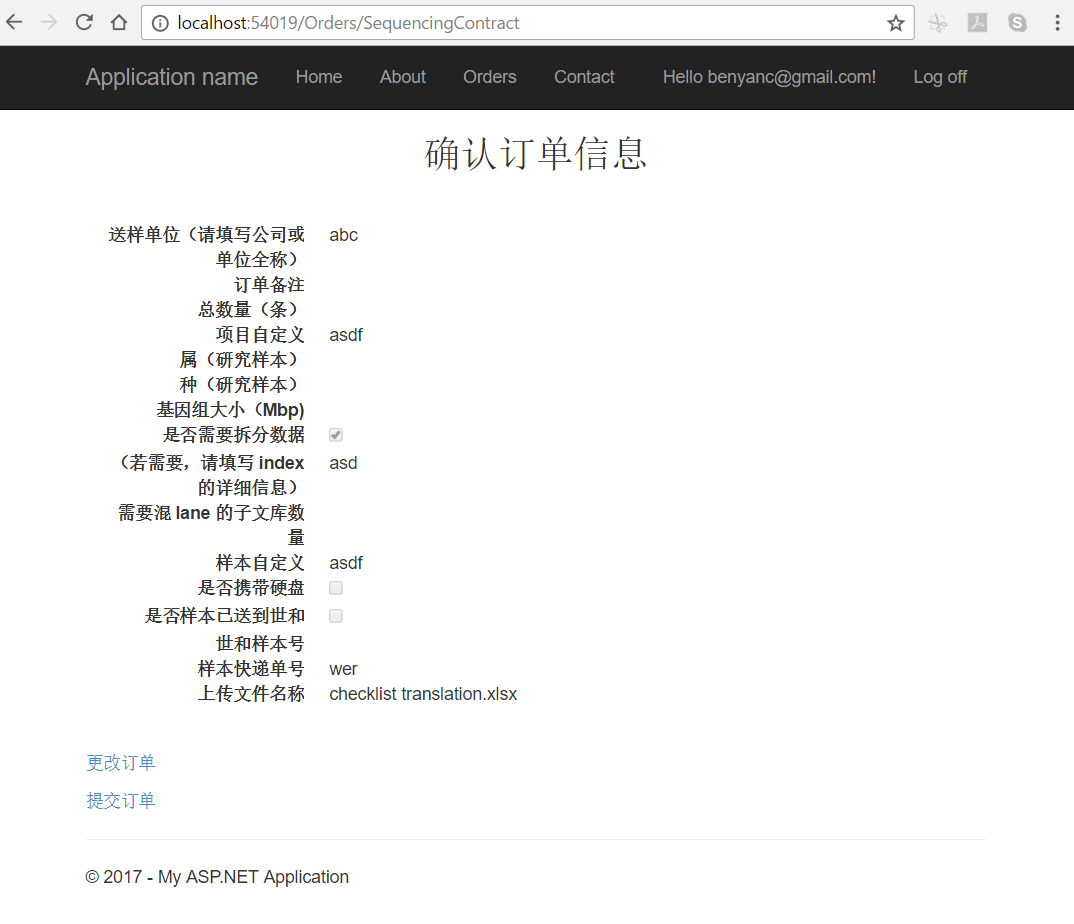 localhost:54019/Orders/SequencingContract
Application name Home About Orders Contact Hello benyanc@gmail.com! Log off
确认订单信息
送样单位（请填写公司或 abc
单位全称）
订单备注
总数量（条）
项目自定义 asdf
属（研究样本）
种（研究样本）
基因组大小（Mbp)
是否需要拆分数据
（若需要，请填写 index asd
的详细信息）
需要混 lane 的子文库数
量
样本自定义 asdf
是否携带硬盘
是否样本已送到世和
世和样本号
样本快递单号 wer
上传文件名称 checklist translation.xlsx
更改订单
提交订单
© 2017 - My ASP.NET Application